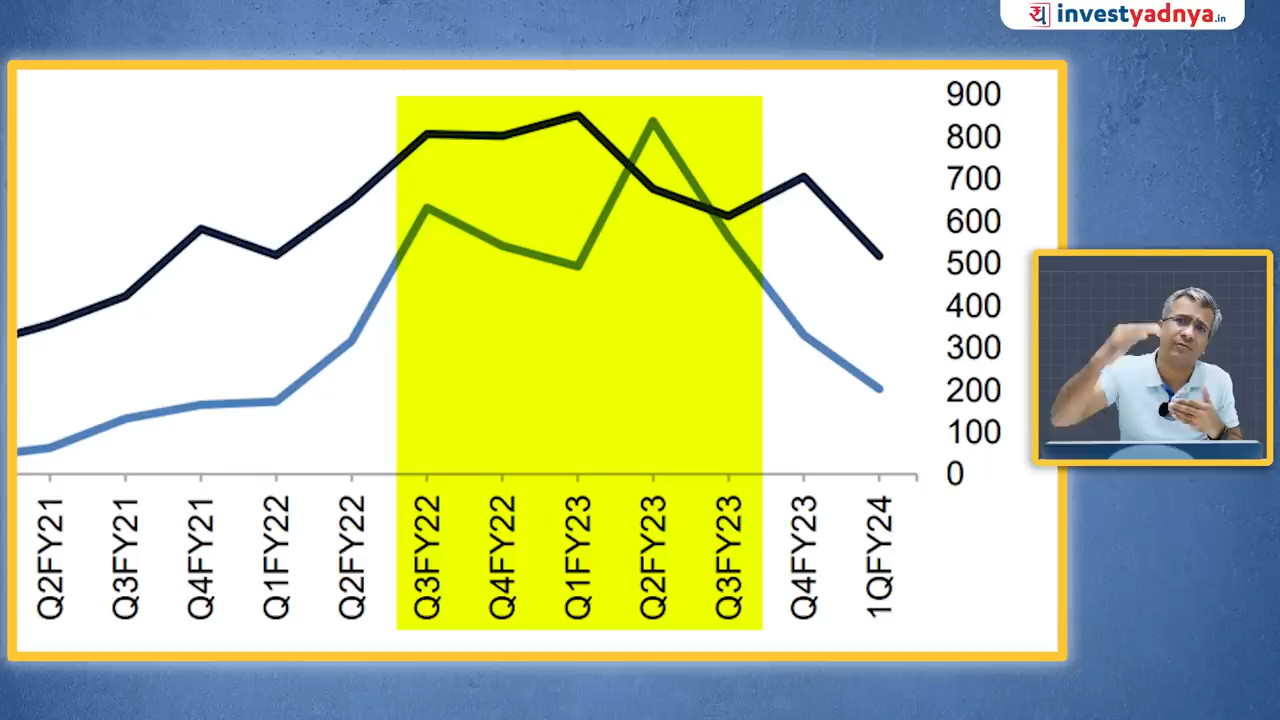 रू investyadnya.in
900
800
700
600
500
400
300
200
100
0
Q2FY21
Q3FY21
Q4FY21
Q1FY22
Q2FY22
Q3FY22
Q4FY22
Q1FY23
Q2FY23
Q3FY23
Q4FY23
1QFY24